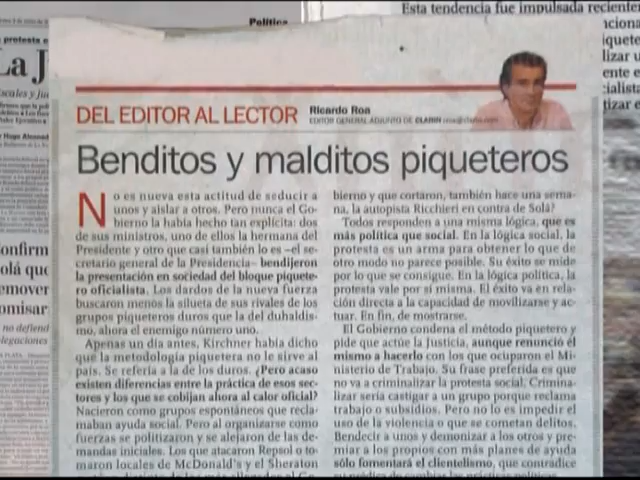 Política
Esta tendencia fue impulsada
DEL EDITOR AL LECTOR
Ricardo Roa
EDITOR GENERAL ADJUNTO DE CLARIN
Benditos y malditos piqueteros
No es nueva esta actitud de seducir a
unos y aislar a otros. Pero nunca el Go-
bierno la había hecho tan explícita: dos
de sus ministros, uno de ellos la hermana del
Presidente y otro que casi también lo es –el se-
cretario general de la Presidencia– bendijeron
la presentación en sociedad del bloque piquete-
ro oficialista. Los dardos de la nueva fuerza
buscaron menos la silueta de sus rivales de los
grupos piqueteros duros que la del duhaldis-
mo, ahora el enemigo número uno.
Apenas un día antes, Kirchner había dicho
que la metodología piquetera no le sirve al
país. Se refería a la de los duros. ¿Pero acaso
existen diferencias entre la práctica de esos sec-
tores y los que se cobijan ahora al calor oficial?
Nacieron como grupos espontáneos que recla-
maban ayuda social. Pero al organizarse como
fuerzas se politizaron y se alejaron de las de-
mandas iniciales. Los que atacaron Repsol o to-
maron locales de McDonald's y el Sheraton
bierno y que cortaron, también hace una sema-
na, la autopista Ricchieri en contra de Solá?
Todos responden a una misma lógica, que es
más política que social. En la lógica social, la
protesta es un arma para obtener lo que de
otro modo no parece posible. Su éxito se mide
por lo que se consigue. En la lógica política, la
protesta vale por sí misma. El éxito va en rela-
ción directa a la capacidad de movilizarse y ac-
tuar. En fin, de mostrarse.
El Gobierno condena el método piquetero y
pide que actúe la Justicia, aunque renunció él
mismo a hacerlo con los que ocuparon el Mi-
nisterio de Trabajo. Su frase preferida es que
no va a criminalizar la protesta social. Crimina-
lizar sería castigar a un grupo porque reclama
trabajo o subsidios. Pero no lo es impedir el
uso de la violencia o que se cometan delitos.
Bendecir a unos y demonizar a los otros y pre-
miar a los propios con más planes de ayuda
sólo fomentará el clientelismo, que contradice